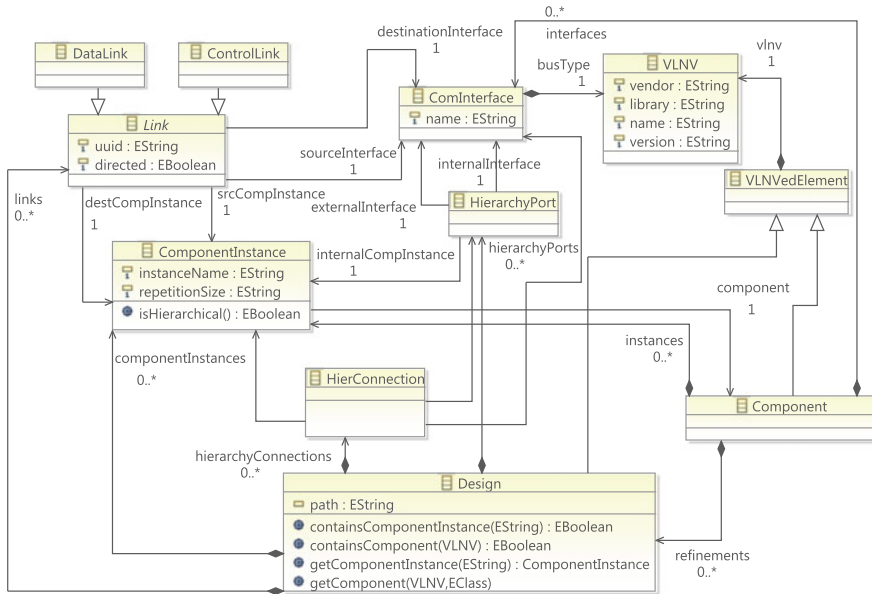 0..*
destinationInterface
1
interfaces
vlnv
1
DataLink
ControlLink
busType
1
VLNV
vendor : EString
library : EString
name : EString
version : EString
ComInterface
name : EString
Link
uuid : EString
directed : EBoolean
sourceInterface
1
internalInterface
1
VLNVedElement
links
0..*
destCompInstance
1
srcCompInstance
1
externalInterface
1
HierarchyPort
ComponentInstance
instanceName : EString
repetitionSize : EString
isHierarchical() : EBoolean
internalCompInstance
1
hierarchyPorts
0..*
component
1
componentInstances
0..*
instances
0..*
HierConnection
Component
hierarchyConnections
0..*
Design
path : EString
containsComponentInstance(EString) : EBoolean
containsComponent(VLNV) : EBoolean
getComponentInstance(EString) : ComponentInstance
getComponent(VLNV,EClass)
refinements
0..*